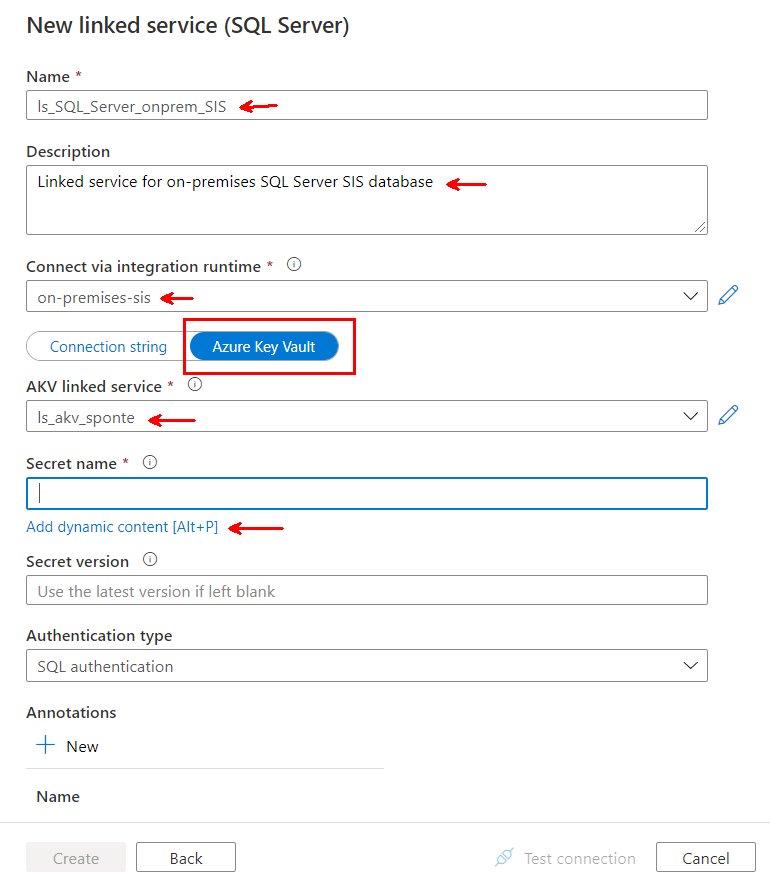 New linked service (SQL Server)
Name *
ls_SQL_Server_onprem_SIS
Description
Linked service for on-premises SQL Server SIS database
Connect via integration runtime *
on-premises-sis
Connection string Azure Key Vault
AKV linked service *
ls_akv_sponte
Secret name *
Add dynamic content [Alt+P]
Secret version
Use the latest version if left blank
Authentication type
SQL authentication
Annotations
New
Name
Create Back Test connection Cancel